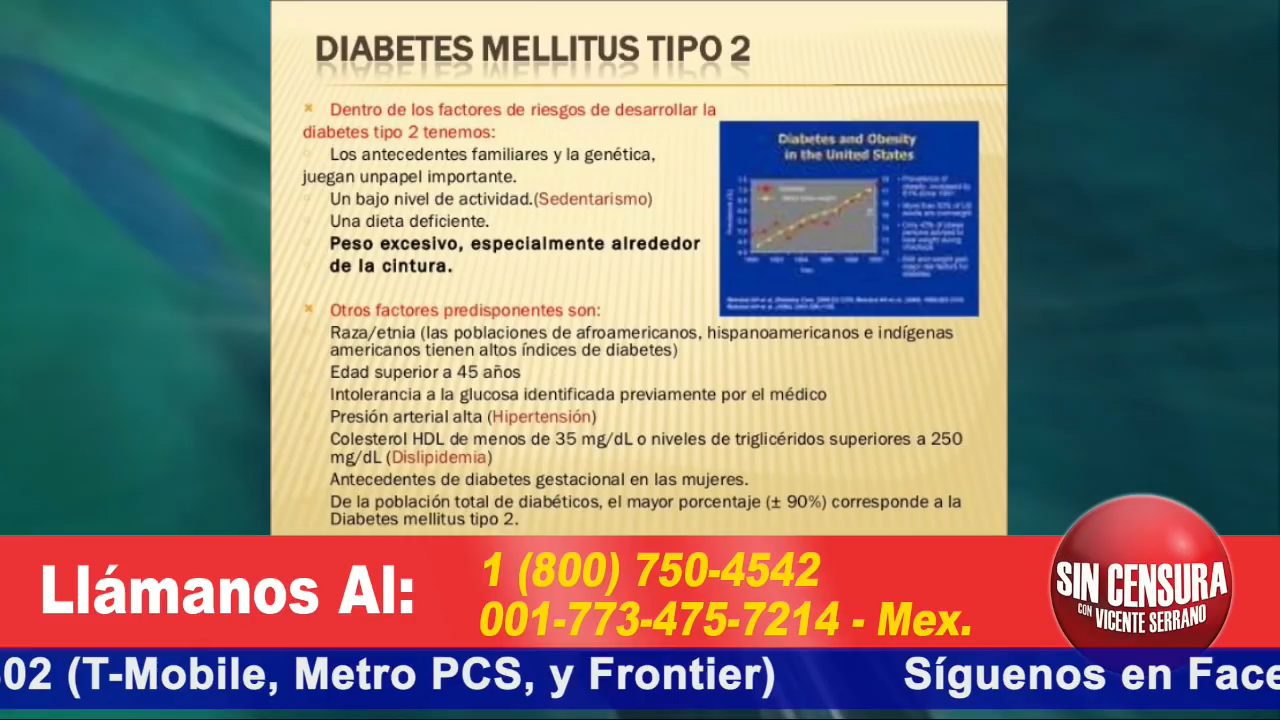 DIABETES MELLITUS TIPO 2
Dentro de los factores de riesgos de desarrollar la
diabetes tipo 2 tenemos:
Los antecedentes familiares y la genética,
juegan unpapel importante.
Un bajo nivel de actividad.(Sedentarismo)
Una dieta deficiente.
Peso excesivo, especialmente alrededor
de la cintura.
Diabetes and Obesity
in the United States
Otros factores predisponentes son:
Raza/etnia (las poblaciones de afroamericanos, hispanoamericanos e indígenas
americanos tienen altos índices de diabetes)
Edad superior a 45 años
Intolerancia a la glucosa identificada previamente por el médico
Presión arterial alta (Hipertensión)
Colesterol HDL de menos de 35 mg/dL o niveles de triglicéridos superiores a 250
mg/dL (Dislipidemia)
Antecedentes de diabetes gestacional en las mujeres.
De la población total de diabéticos, el mayor porcentaje (± 90%) corresponde a la
Diabetes mellitus tipo 2.
Llámanos Al:
1 (800) 750-4542
001-773-475-7214 - Mex.
SIN CENSURA
CON VICENTE SERRANO
02 (T-Mobile, Metro PCS, y Frontier)
Síguenos en Face